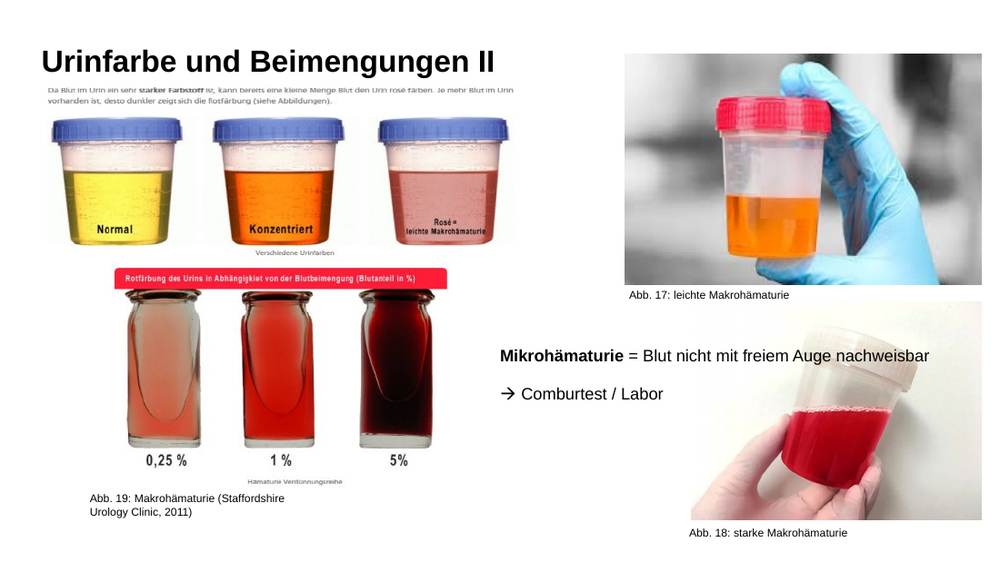 Urinfarbe und Beimengungen II
Da Blut im Urin ein sehr starker Farbstoff ist, kann bereits eine kleine Menge Blut den Urin rosé färben. Je mehr Blut im Urin
vorhanden ist, desto dunkler zeigt sich die Rotfärbung (siehe Abbildungen).
Normal
Konzentriert
Rosé =
leichte Makrohämaturie
Verschiedene Urinfarben
Rotfärbung des Urins in Abhängigkiet von der Blutbeimengung (Blutanteil in %)
0,25 %
1 %
5%
Hämaturie Verdünnungsreihe
Abb. 19: Makrohämaturie (Staffordshire
Urology Clinic, 2011)
Abb. 17: leichte Makrohämaturie
Mikrohämaturie = Blut nicht mit freiem Auge nachweisbar
→ Comburtest / Labor
Abb. 18: starke Makrohämaturie